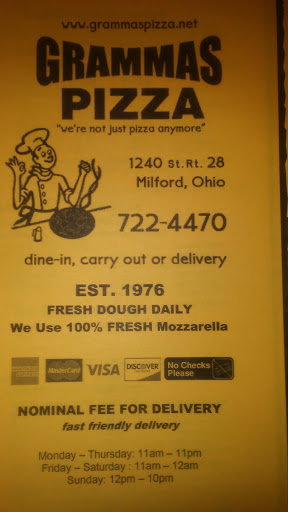 www.grammaspizza.net
GRAMMAS
PIZZA
"we're not just pizza anymore"
1240 St. Rt. 28
Milford, Ohio
722-4470
dine-in, carry out or delivery
EST. 1976
FRESH DOUGH DAILY
We Use 100% FRESH Mozzarella
MasterCard VISA DISCOVER No Checks
Please
NOMINAL FEE FOR DELIVERY
fast friendly delivery
Monday – Thursday: 11am – 11pm
Friday – Saturday : 11am – 12am
Sunday: 12pm – 10pm